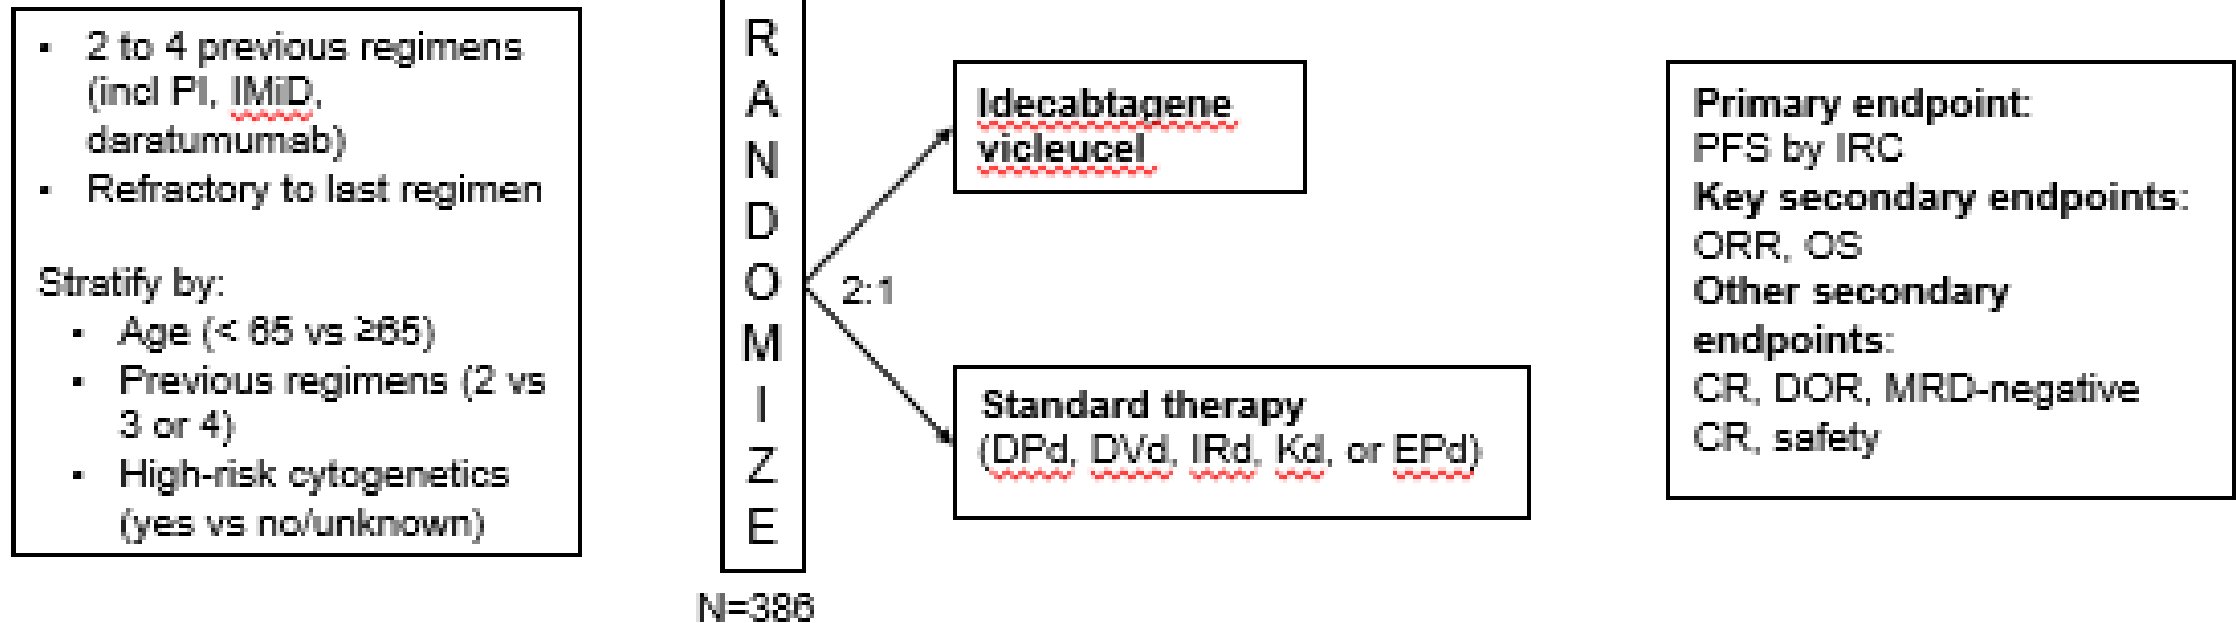 ▪ 2 to 4 previous regimens
(incl PI, IMiD,
daratumumab)
▪ Refractory to last regimen
Stratify by:
▪ Age (< 65 vs ≥65)
▪ Previous regimens (2 vs
3 or 4)
▪ High-risk cytogenetics
(yes vs no/unknown)
R
A
N
D
O
M
I
Z
E
N=386
2:1
Idecabtagene
vicleucel
Standard therapy
(DPd, DVd, IRd, Kd, or EPd)
Primary endpoint:
PFS by IRC
Key secondary endpoints:
ORR, OS
Other secondary
endpoints:
CR, DOR, MRD-negative
CR, safety